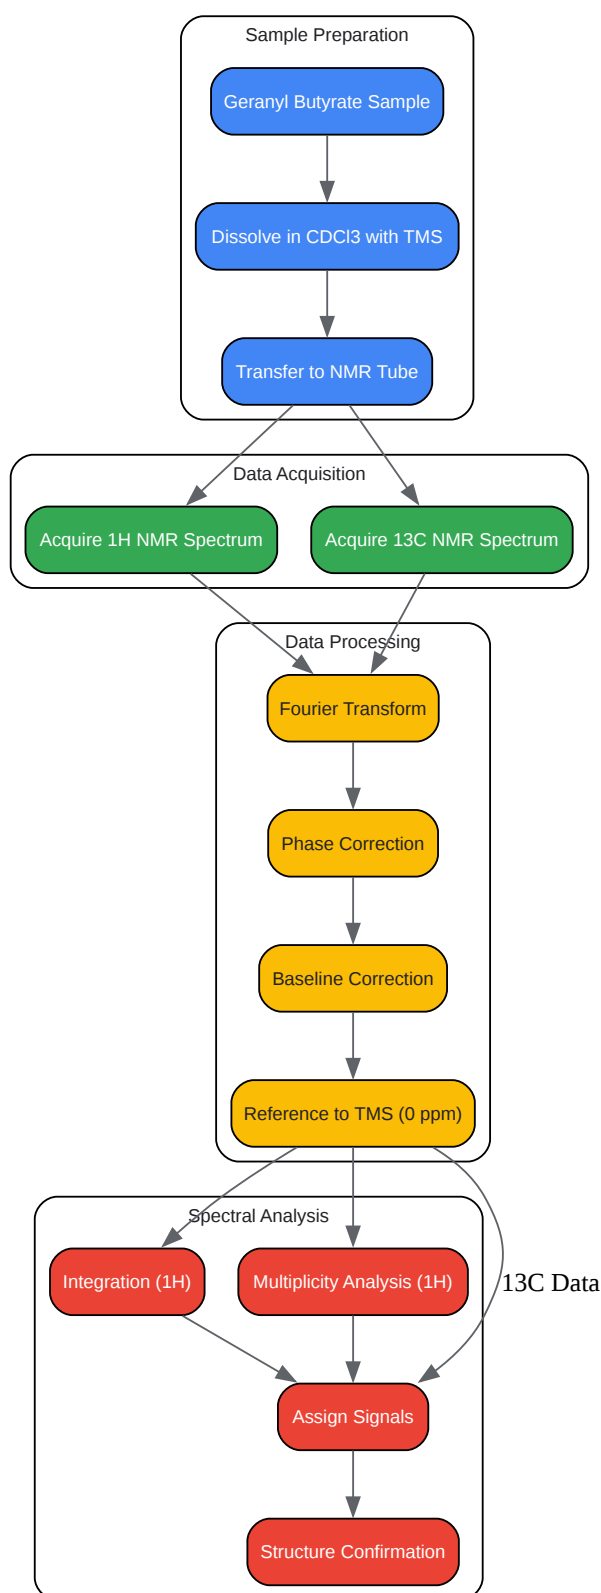 Sample Preparation
Geranyl Butyrate Sample
Dissolve in CDCl3 with TMS
Transfer to NMR Tube
Data Acquisition
Acquire 1H NMR Spectrum
Acquire 13C NMR Spectrum
Data Processing
Fourier Transform
Phase Correction
Baseline Correction
Reference to TMS (0 ppm)
Spectral Analysis
Integration (1H)
Multiplicity Analysis (1H)
13C Data
Assign Signals
Structure Confirmation